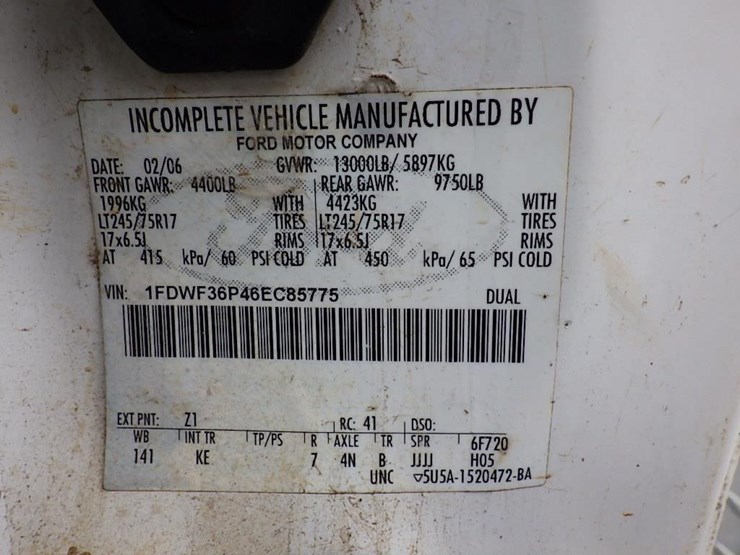 INCOMPLETE VEHICLE MANUFACTURED BY
FORD MOTOR COMPANY
DATE: 02/06 GVWR: 13000LB/ 5897KG
FRONT GAWR: 4400LB REAR GAWR: 9750LB
1996KG WITH 4423KG WITH
LT245/75R17 TIRES LT245/75R17 TIRES
17x6.5J RIMS 17x6.5J RIMS
AT 415 kPa/ 60 PSI COLD AT 450 kPa/ 65 PSI COLD
VIN: 1FDWF36P46EC85775 DUAL
EXT PNT: Z1 RC: 41 DSO:
WB INT TR TP/PS R AXLE TR SPR 6F720
141 KE 7 4N B JJJJ H05
UNC ▽5U5A-1520472-BA